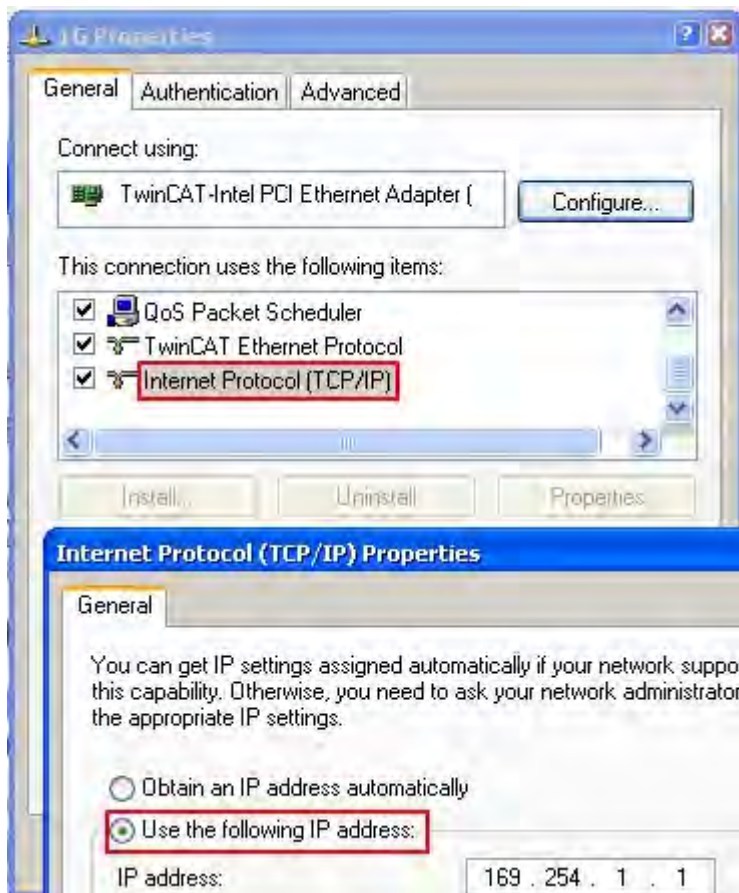 1G Properties
General Authentication Advanced
Connect using:
TwinCAT-Intel PCI Ethernet Adapter (
Configure...
This connection uses the following items:
QoS Packet Scheduler
TwinCAT Ethernet Protocol
Internet Protocol (TCP/IP)
Install... Uninstall Properties
Internet Protocol (TCP/IP) Properties
General
You can get IP settings assigned automatically if your network suppo
this capability. Otherwise, you need to ask your network administrator
the appropriate IP settings.
Obtain an IP address automatically
Use the following IP address:
IP address: 169 . 254 . 1 . 1